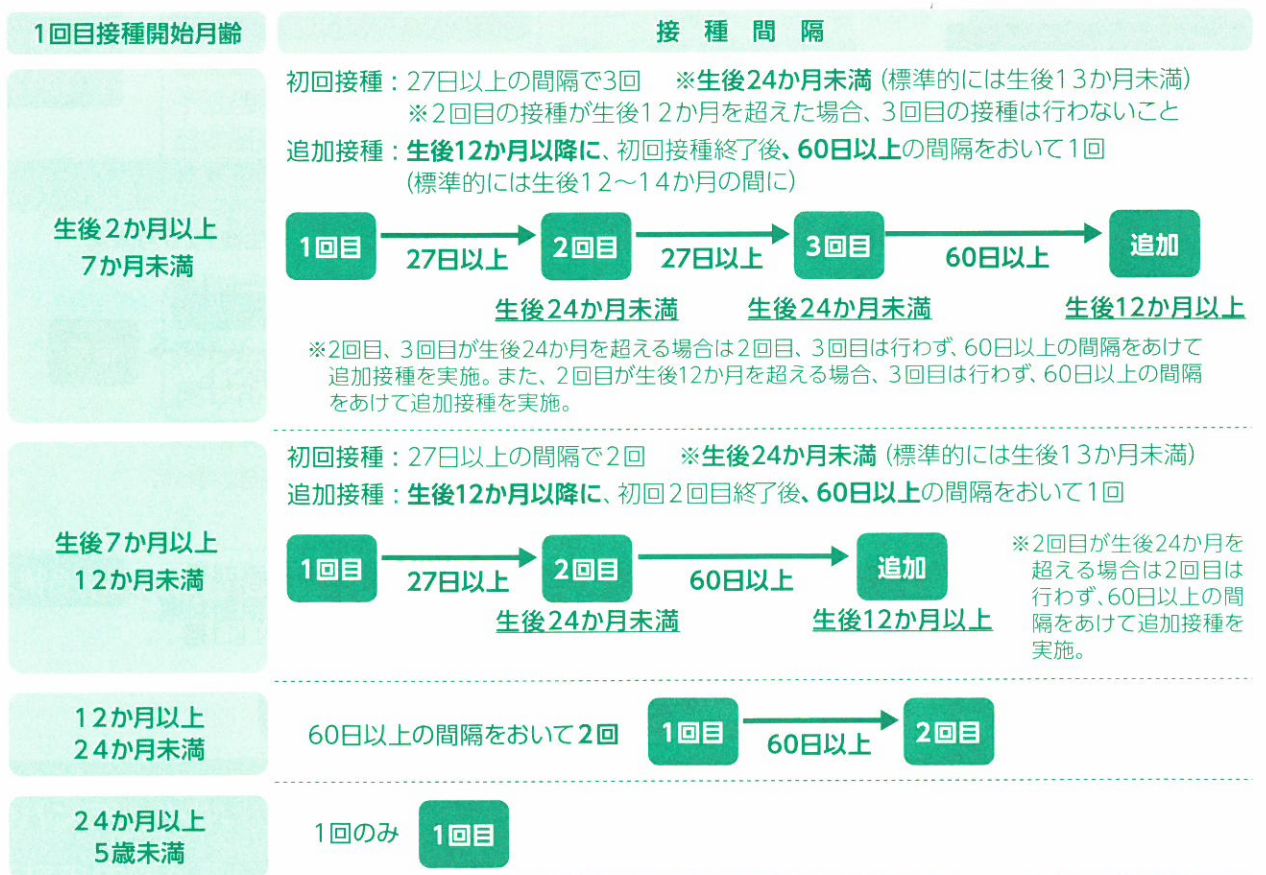 1回目接種開始月齢
接種間隔
生後2か月以上
7か月未満
初回接種：27日以上の間隔で3回　※生後24か月未満（標準的には生後13か月未満）
※2回目の接種が生後12か月を超えた場合、3回目の接種は行わないこと
追加接種：生後12か月以降に、初回接種終了後、60日以上の間隔をおいて1回
（標準的には生後12～14か月の間に）
1回目 27日以上 2回目 27日以上 3回目 60日以上 追加
生後24か月未満 生後24か月未満 生後12か月以上
※2回目、3回目が生後24か月を超える場合は2回目、3回目は行わず、60日以上の間隔をあけて
追加接種を実施。また、2回目が生後12か月を超える場合、3回目は行わず、60日以上の間隔
をあけて追加接種を実施。
生後7か月以上
12か月未満
初回接種：27日以上の間隔で2回　※生後24か月未満（標準的には生後13か月未満）
追加接種：生後12か月以降に、初回2回目終了後、60日以上の間隔をおいて1回
1回目 27日以上 2回目 60日以上 追加
生後24か月未満 生後12か月以上
※2回目が生後24か月を
超える場合は2回目は
行わず、60日以上の間
隔をあけて追加接種を
実施。
12か月以上
24か月未満
60日以上の間隔をおいて2回 1回目 60日以上 2回目
24か月以上
5歳未満
1回のみ 1回目